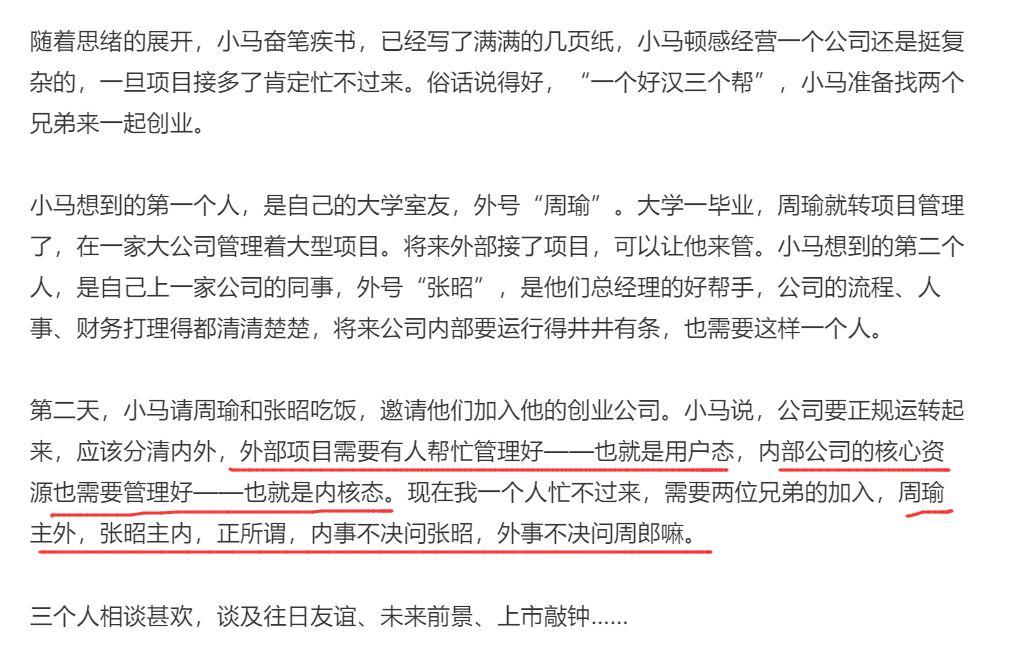 随着思绪的展开，小马奋笔疾书，已经写了满满的几页纸，小马顿感经营一个公司还是挺复
杂的，一旦项目接多了肯定忙不过来。俗话说得好，“一个好汉三个帮”，小马准备找两个
兄弟来一起创业。
小马想到的第一个人，是自己的大学室友，外号“周瑜”。大学一毕业，周瑜就转项目管理
了，在一家大公司管理着大型项目。将来外部接了项目，可以让他来管。小马想到的第二个
人，是自己上一家公司的同事，外号“张昭”，是他们总经理的好帮手，公司的流程、人
事、财务打理得都清清楚楚，将来公司内部要运行得井井有条，也需要这样一个人。
第二天，小马请周瑜和张昭吃饭，邀请他们加入他的创业公司。小马说，公司要正规运转起
来，应该分清内外，外部项目需要有人帮忙管理好——也就是用户态，内部公司的核心资
源也需要管理好——也就是内核态。现在我一个人忙不过来，需要两位兄弟的加入，周瑜
主外，张昭主内，正所谓，内事不决问张昭，外事不决问周郎嘛。
三个人相谈甚欢，谈及往日友谊、未来前景、上市敲钟......